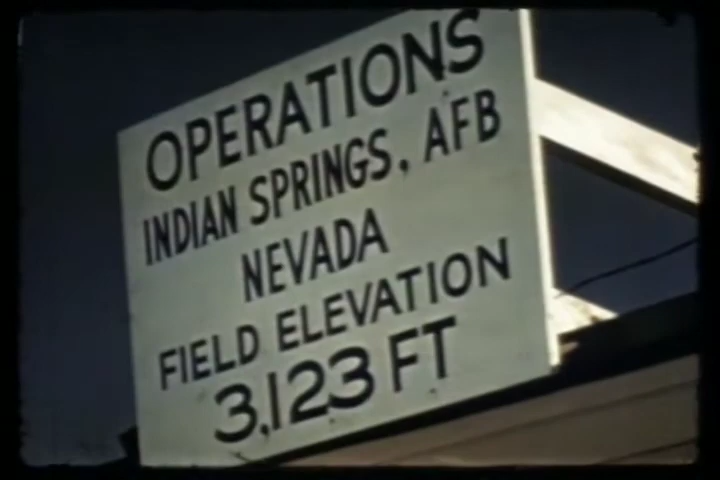 OPERATIONS
INDIAN SPRINGS, AFB
NEVADA
FIELD ELEVATION
3,123 FT